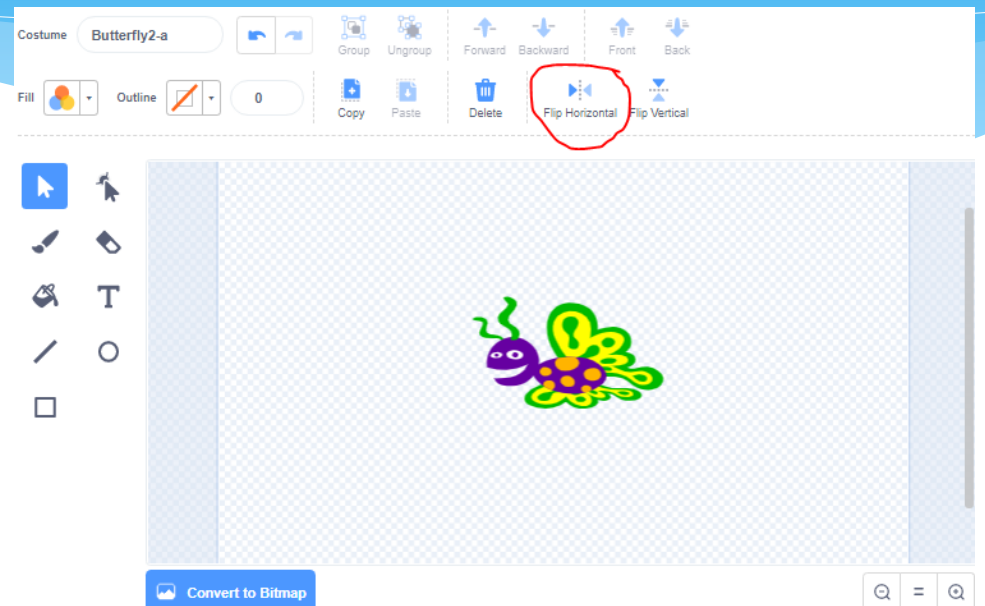 Costume Butterfly2-a
Group Ungroup Forward Backward Front Back
Fill Outline 0
Copy Paste Delete Flip Horizontal Flip Vertical
T
Convert to Bitmap